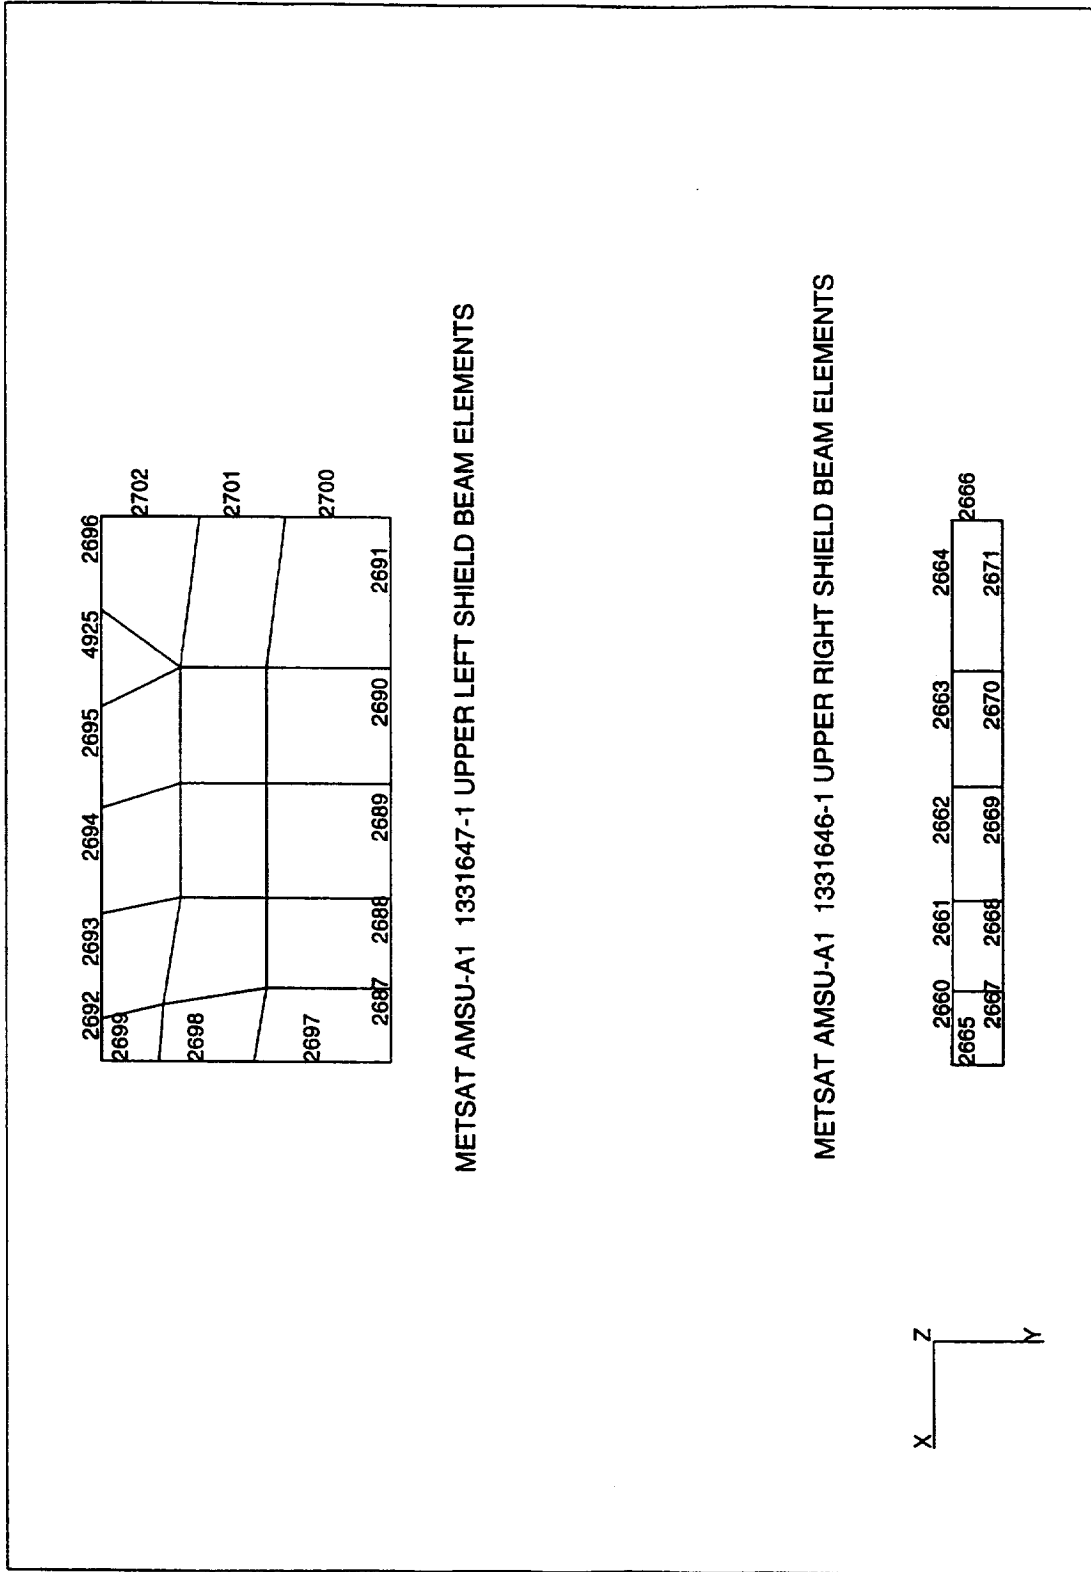 2692 2693 2694 2695 4925 2696
2699
2698
2697
2702
2701
2700
2687 2688 2689 2690 2691
METSAT AMSU-A1 1331647-1 UPPER LEFT SHIELD BEAM ELEMENTS
METSAT AMSU-A1 1331646-1 UPPER RIGHT SHIELD BEAM ELEMENTS
2660 2661 2662 2663 2664
2665
2666
2667 2668 2669 2670 2671
X
Z
Y